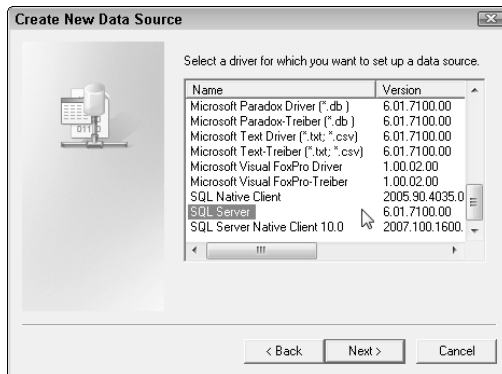 Create New Data Source
Select a driver for which you want to set up a data source.
Name Version
Microsoft Paradox Driver (*.db ) 6.01.7100.00
Microsoft Paradox-Treiber (*.db ) 6.01.7100.00
Microsoft Text Driver (*.txt; *.csv) 6.01.7100.00
Microsoft Text-Treiber (*.txt; *.csv) 6.01.7100.00
Microsoft Visual FoxPro Driver 1.00.02.00
Microsoft Visual FoxPro-Treiber 1.00.02.00
SQL Native Client 2005.90.4035.0
SQL Server 6.01.7100.00
SQL Server Native Client 10.0 2007.100.1600.
01110
< Back Next > Cancel